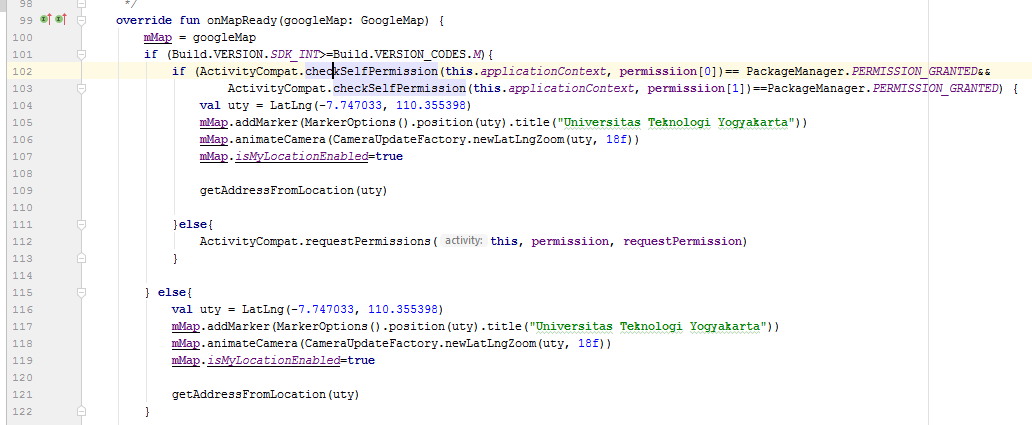 98 */
99 override fun onMapReady(googleMap: GoogleMap) {
100 mMap = googleMap
101 if (Build.VERSION.SDK_INT>=Build.VERSION_CODES.M){
102 if (ActivityCompat.checkSelfPermission(this.applicationContext, permissiion[0])== PackageManager.PERMISSION_GRANTED&&
103 ActivityCompat.checkSelfPermission(this.applicationContext, permissiion[1])==PackageManager.PERMISSION_GRANTED) {
104 val uty = LatLng(-7.747033, 110.355398)
105 mMap.addMarker(MarkerOptions().position(uty).title("Universitas Teknologi Yogyakarta"))
106 mMap.animateCamera(CameraUpdateFactory.newLatLngZoom(uty, 18f))
107 mMap.isMyLocationEnabled=true
108
109 getAddressFromLocation(uty)
110
111 }else{
112 ActivityCompat.requestPermissions( activity: this, permissiion, requestPermission)
113 }
114
115 } else{
116 val uty = LatLng(-7.747033, 110.355398)
117 mMap.addMarker(MarkerOptions().position(uty).title("Universitas Teknologi Yogyakarta"))
118 mMap.animateCamera(CameraUpdateFactory.newLatLngZoom(uty, 18f))
119 mMap.isMyLocationEnabled=true
120
121 getAddressFromLocation(uty)
122 }